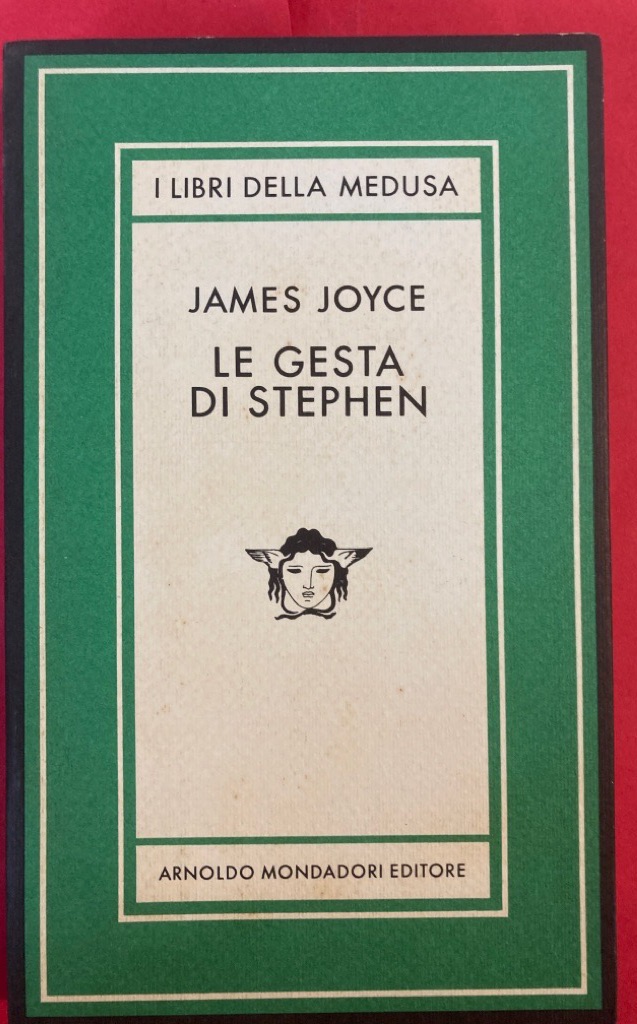 I LIBRI DELLA MEDUSA
JAMES JOYCE
LE GESTA
DI STEPHEN
ARNOLDO MONDADORI EDITORE